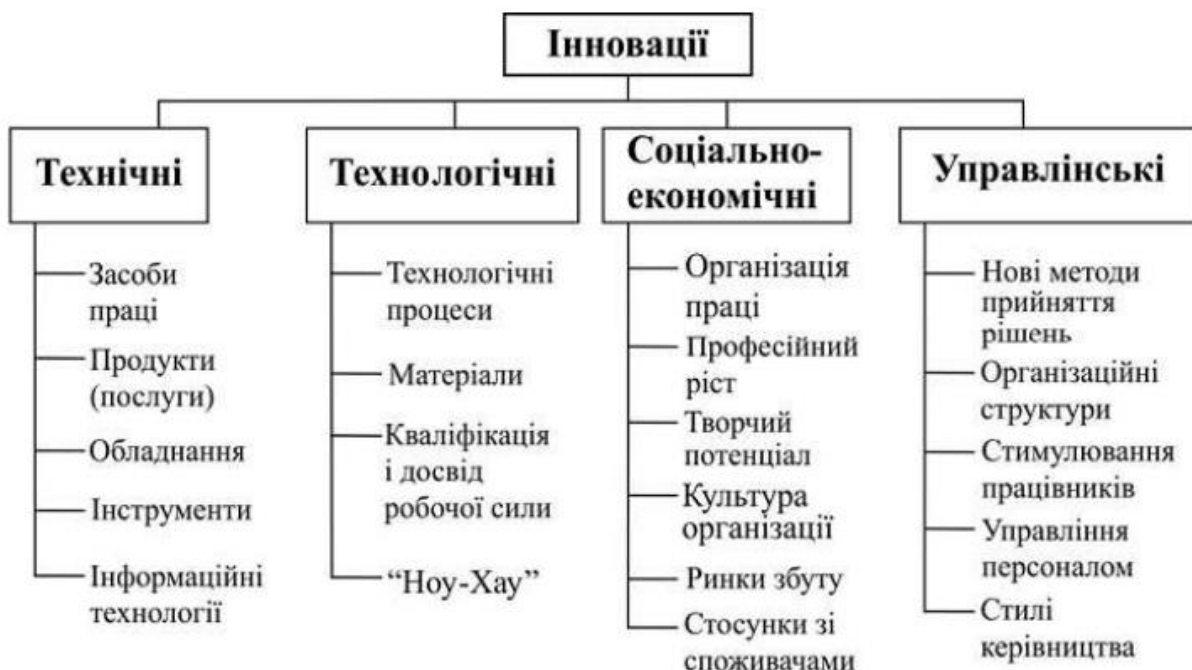 Інновації
Технічні
Засоби
праці
Продукти
(послуги)
Обладнання
Інструменти
Інформаційні
технології
Технологічні
Технологічні
процеси
Матеріали
Кваліфікація
і досвід
робочої сили
“Ноу-Хау”
Соціально-
економічні
Організація
праці
Професійний
ріст
Творчий
потенціал
Культура
організації
Ринки збуту
Стосунки зі
споживачами
Управлінські
Нові методи
прийняття
рішень
Організаційні
структури
Стимулювання
працівників
Управління
персоналом
Стилі
керівництва